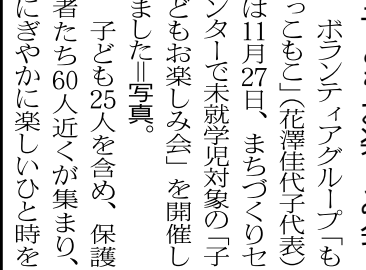 ボランティアグループ「も
っこもこ」（花澤佳代子代表）
は11月27日、まちづくりセ
ンターで未就学児対象の「子
どもお楽しみ会」を開催し
ました＝写真。
子ども25人を含め、保護
者たち60人近くが集まり、
にぎやかに楽しいひと時を